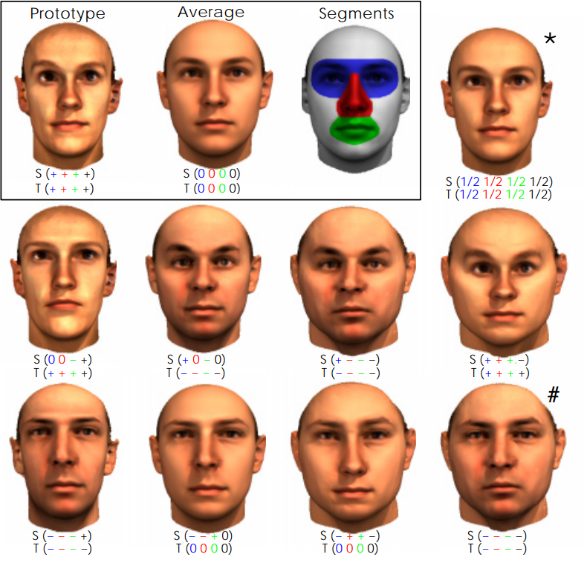 Prototype Average Segments
*
S (+ + + +) S (0 0 0 0) S (1/2 1/2 1/2 1/2)
T (+ + + +) T (0 0 0 0) T (1/2 1/2 1/2 1/2)
S (0 0 – +) S (+ 0 – 0) S (+ – – –) S (+ + + –)
T (+ + + +) T (– – – –) T (– – – –) T (+ + + +)
#
S (– – – +) S (– – + 0) S (– + + –) S (– – – –)
T (– – – –) T (0 0 0 0) T (0 0 0 0) T (– – – –)